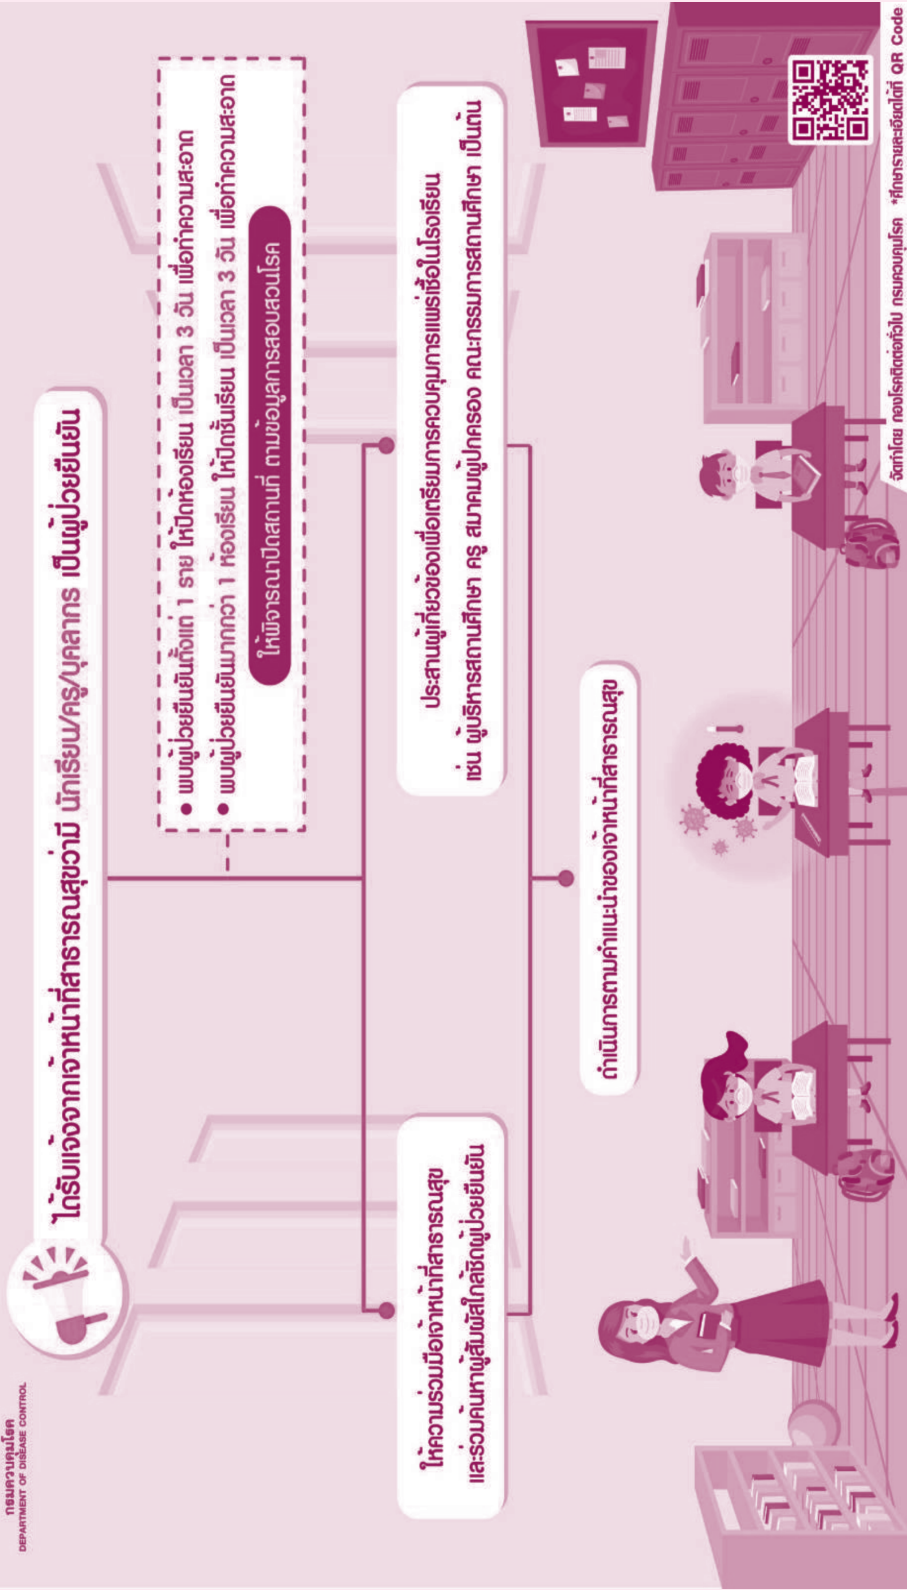 กรมควบคุมโรค
DEPARTMENT OF DISEASE CONTROL
ได้รับแจ้งจากเจ้าหน้าที่สาธารณสุขว่ามี นักเรียน/ครู/บุคลากร เป็นผู้ป่วยยืนยัน
• พบผู้ป่วยยืนยันตั้งแต่ 1 ราย ให้ปิดห้องเรียน เป็นเวลา 3 วัน เพื่อทำความสะอาด
• พบผู้ป่วยยืนยันมากกว่า 1 ห้องเรียน ให้ปิดชั้นเรียน เป็นเวลา 3 วัน เพื่อทำความสะอาด
ให้พิจารณาปิดสถานที่ ตามข้อมูลการสอบสวนโรค
ให้ความร่วมมือเจ้าหน้าที่สาธารณสุข
และร่วมค้นหาผู้สัมผัสใกล้ชิดผู้ป่วยยืนยัน
ประสานผู้เกี่ยวข้องเพื่อเตรียมการควบคุมการแพร่เชื้อในโรงเรียน
เช่น ผู้บริหารสถานศึกษา ครู สมาคมผู้ปกครอง คณะกรรมการสถานศึกษา เป็นต้น
ดำเนินการตามคำแนะนำของเจ้าหน้าที่สาธารณสุข
จัดทำโดย กองโรคติดต่อทั่วไป กรมควบคุมโรค *ศึกษารายละเอียดได้ที่ QR Code